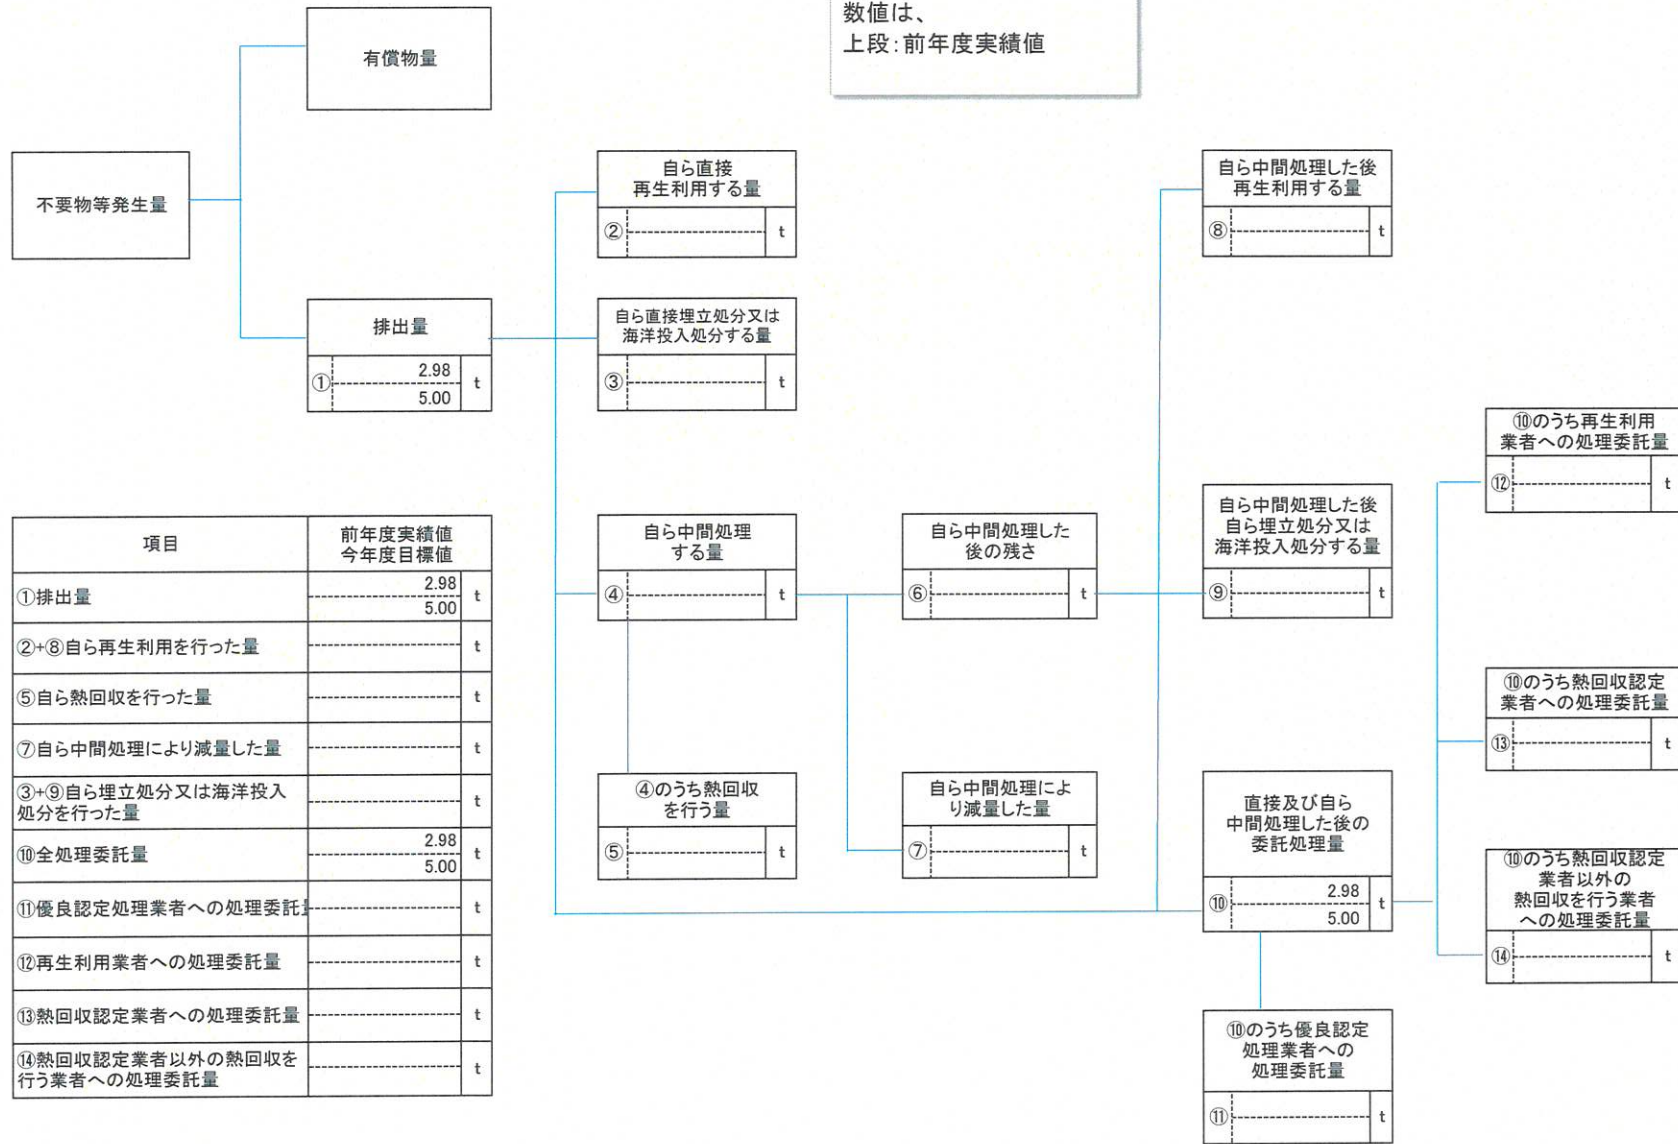 数値は、
上段:前年度実績値
有償物量
不要物等発生量
排出量
① 2.98 t
5.00
自ら直接
再生利用する量
② t
自ら直接埋立処分又は
海洋投入処分する量
③ t
自ら中間処理した後
再生利用する量
⑧ t
自ら中間処理
する量
④ t
自ら中間処理した
後の残さ
⑥ t
自ら中間処理した後
自ら埋立処分又は
海洋投入処分する量
⑨ t
④のうち熱回収
を行う量
⑤ t
自ら中間処理によ
り減量した量
⑦ t
直接及び自ら
中間処理した後の
委託処理量
⑩ 2.98 t
5.00
⑩のうち優良認定
処理業者への
処理委託量
⑪ t
⑩のうち再生利用
業者への処理委託量
⑫ t
⑩のうち熱回収認定
業者への処理委託量
⑬ t
⑩のうち熱回収認定
業者以外の
熱回収を行う業者
への処理委託量
⑭ t
項目 前年度実績値
今年度目標値
①排出量 2.98 t
5.00
②+⑧自ら再生利用を行った量 t
⑤自ら熱回収を行った量 t
⑦自ら中間処理により減量した量 t
③+⑨自ら埋立処分又は海洋投入
処分を行った量 t
⑩全処理委託量 2.98 t
5.00
⑪優良認定処理業者への処理委託 t
⑫再生利用業者への処理委託量 t
⑬熱回収認定業者への処理委託量 t
⑭熱回収認定業者以外の熱回収を
行う業者への処理委託量 t